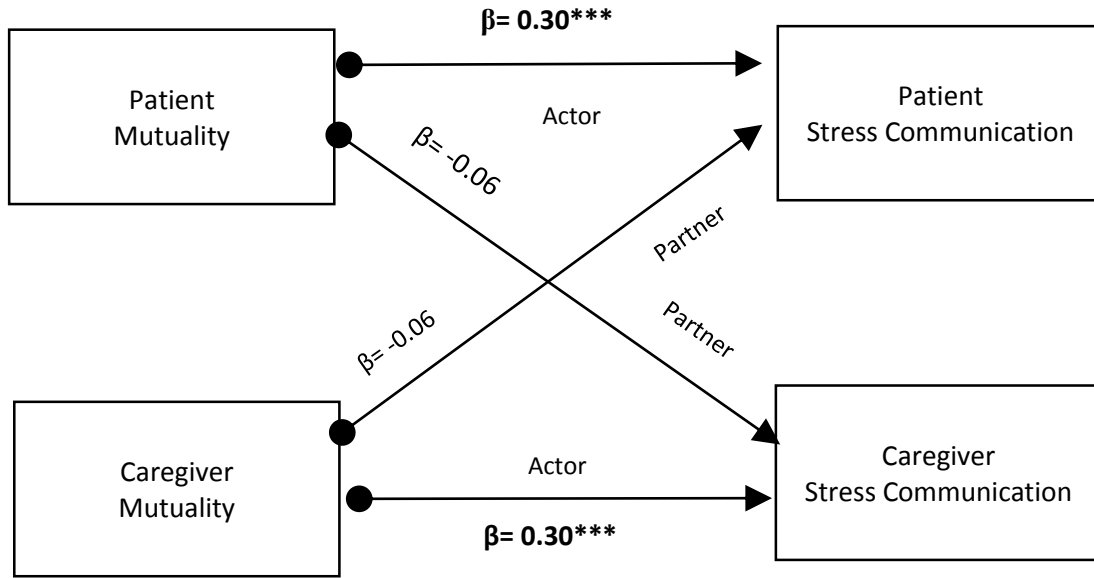 β= 0.30***
Patient
Mutuality
Actor
Patient
Stress Communication
β= -0.06
Partner
β= -0.06
Partner
Caregiver
Mutuality
Actor
Caregiver
Stress Communication
β= 0.30***